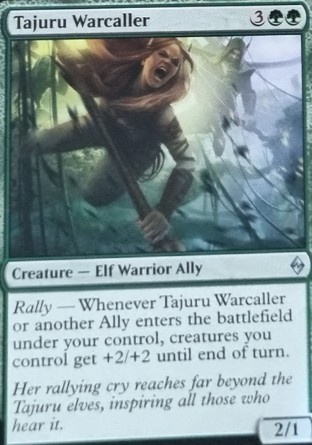 Tajuru Warcaller 3
Creature — Elf Warrior Ally
Rally — Whenever Tajuru Warcaller
or another Ally enters the battlefield
under your control, creatures you
control get +2/+2 until end of turn.
Her rallying cry reaches far beyond the
Tajuru elves, inspiring all those who
hear it.
2/1